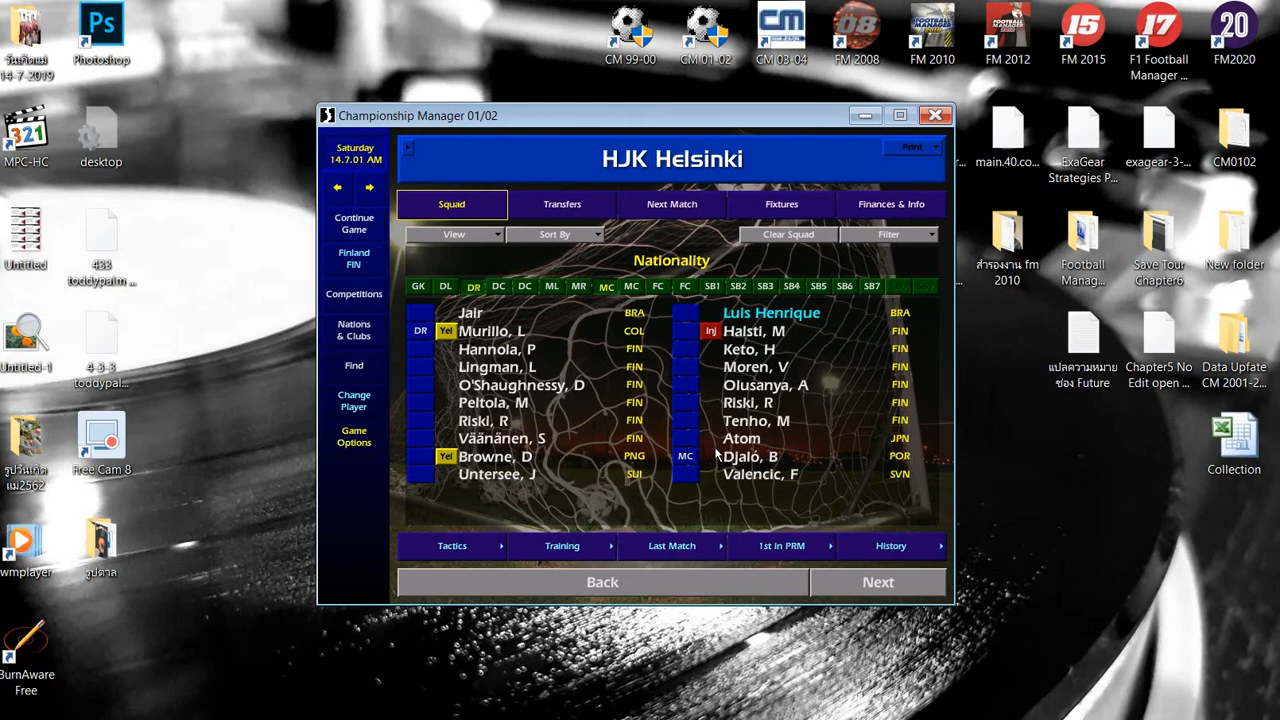 วันเกิดแม่
14-7-2019
Ps
Photoshop
CM 99-00
CM 01-02
CM
CM 03-04
08
FM 2008
FM 2010
FM 2012
15
FM 2015
17
F1 Football
Manager ...
20
FM2020
321
MPC-HC
desktop
main.40.co...
ExaGear
Strategies P...
exagear-3-...
CM0102
Untitled
433
toddypalm ...
สำรองงาน fm
2010
Football
Manag...
Save Tour
Chapter6
New folder
Untitled-1
4-3-3
toddypal...
แปลความหมาย
ช่อง Future
Chapter5 No
Edit open ...
Data Upfate
CM 2001-2...
รูปวันเกิด
แม่2562
Free Cam 8
Collection
wmplayer
รูปตาล
BurnAware
Free
Championship Manager 01/02
Saturday
14.7.01 AM
Continue
Game
Finland
FIN
Competitions
Nations
& Clubs
Find
Change
Player
Game
Options
HJK Helsinki
Print
Squad
Transfers
Next Match
Fixtures
Finances & Info
View
Sort By
Clear Squad
Filter
Nationality
GK DL DR DC DC ML MR MC MC FC FC SB1 SB2 SB3 SB4 SB5 SB6 SB7
Jair BRA Luis Henrique BRA
DR Yel Murillo, L COL Inj Halsti, M FIN
Hannola, P FIN Keto, H FIN
Lingman, L FIN Moren, V FIN
O'Shaughnessy, D FIN Olusanya, A FIN
Peltola, M FIN Riski, R FIN
Riski, R FIN Tenho, M FIN
Väänänen, S FIN Atom JPN
Yel Browne, D PNG MC Djaló, B POR
Untersee, J SUI Valencic, F SVN
Tactics
Training
Last Match
1st in PRM
History
Back
Next